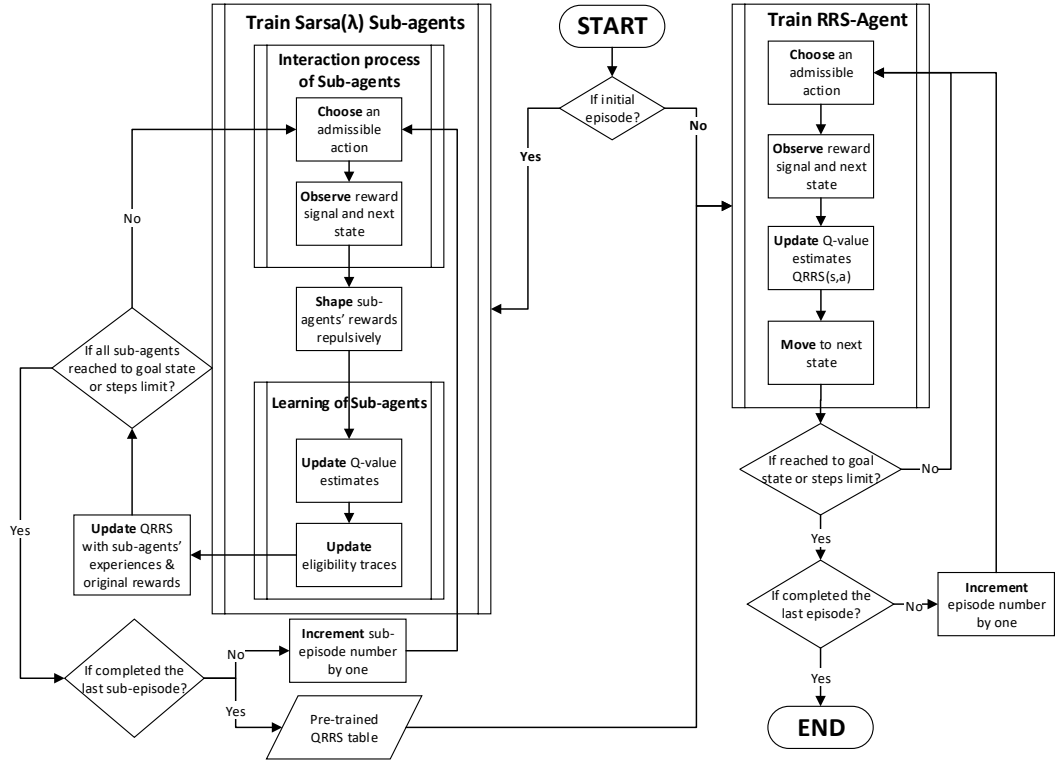 START
If initial
episode?
Yes
No
Train Sarsa(λ) Sub-agents
Interaction process
of Sub-agents
Choose an
admissible
action
Observe reward
signal and next
state
Shape sub-
agents' rewards
repulsively
Learning of Sub-agents
Update Q-value
estimates
Update
eligibility traces
Update QRRS
with sub-agents'
experiences &
original rewards
If all sub-agents
reached to goal state
or steps limit?
No
Yes
If completed the
last sub-episode?
No
Yes
Increment sub-
episode number
by one
Pre-trained
QRRS table
Train RRS-Agent
Choose an
admissible
action
Observe reward
signal and next
state
Update Q-value
estimates
QRRS(s,a)
Move to next
state
If reached to goal
state or steps limit?
No
Yes
If completed the
last episode?
No
Increment
episode number
by one
Yes
END